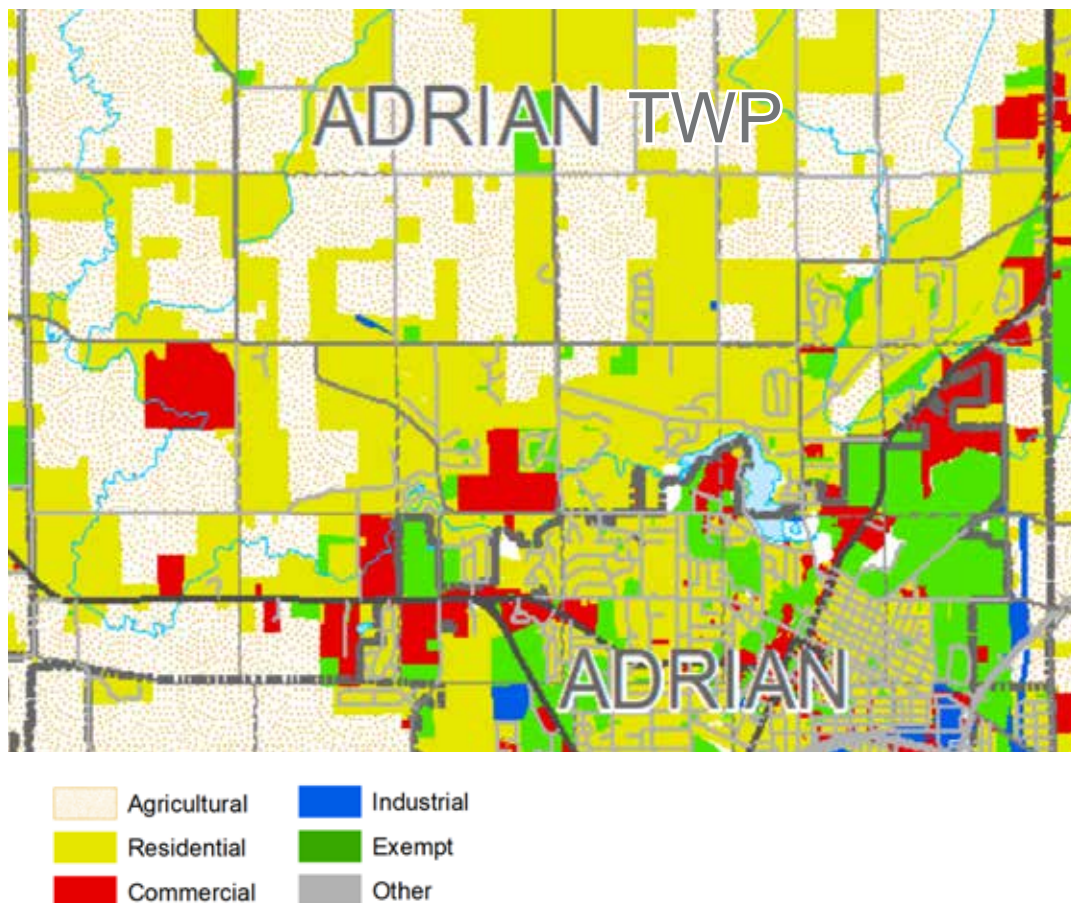 ADRIAN TWP
ADRIAN
Agricultural
Industrial
Residential
Exempt
Commercial
Other